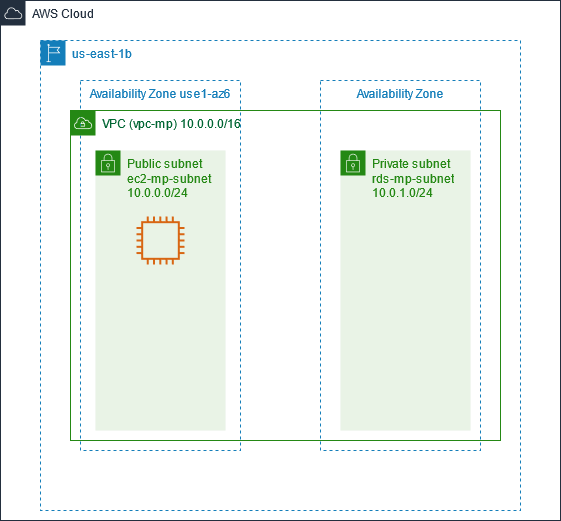 AWS Cloud
us-east-1b
Availability Zone use1-az6
Availability Zone
VPC (vpc-mp) 10.0.0.0/16
Public subnet
ec2-mp-subnet
10.0.0.0/24
Private subnet
rds-mp-subnet
10.0.1.0/24